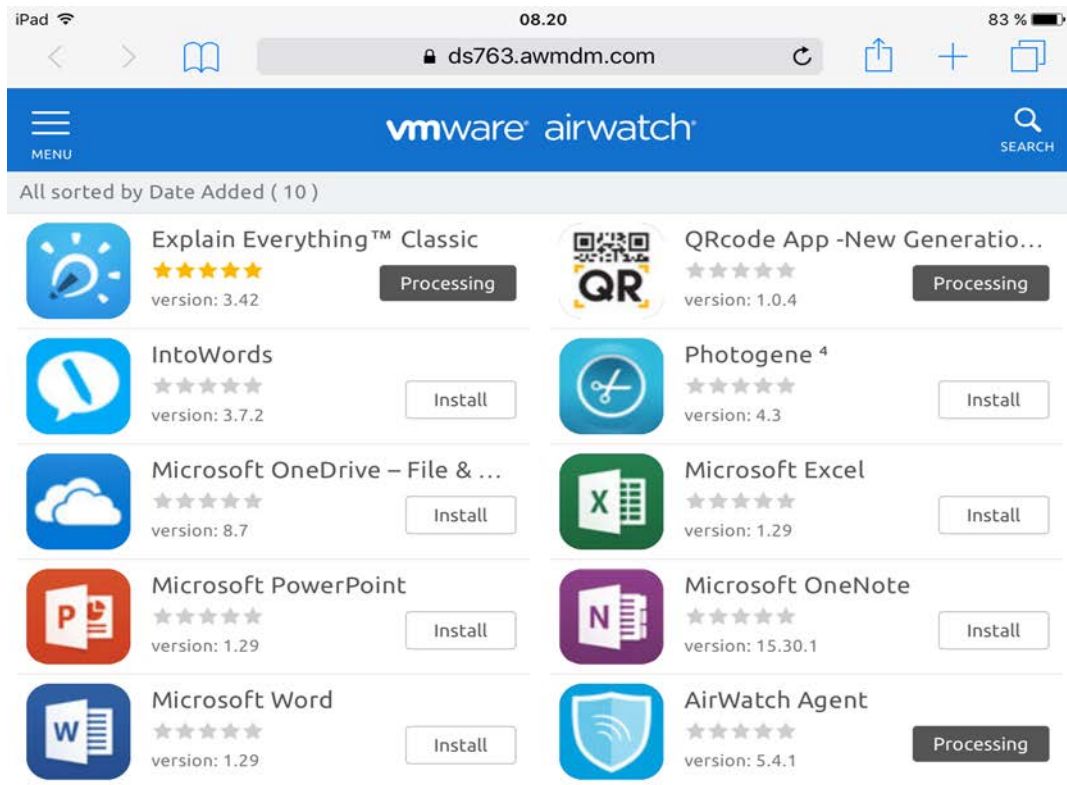 iPad 08.20 83 %
ds763.awmdm.com
MENU vmware airwatch SEARCH
All sorted by Date Added ( 10 )
Explain Everything™ Classic
Processing
version: 3.42
QR
QRcode App -New Generatio...
Processing
version: 1.0.4
IntoWords
Install
version: 3.7.2
Photogene ⁴
Install
version: 4.3
Microsoft OneDrive – File & ...
Install
version: 8.7
X
Microsoft Excel
Install
version: 1.29
P
Microsoft PowerPoint
Install
version: 1.29
N
Microsoft OneNote
Install
version: 15.30.1
W
Microsoft Word
Install
version: 1.29
AirWatch Agent
Processing
version: 5.4.1